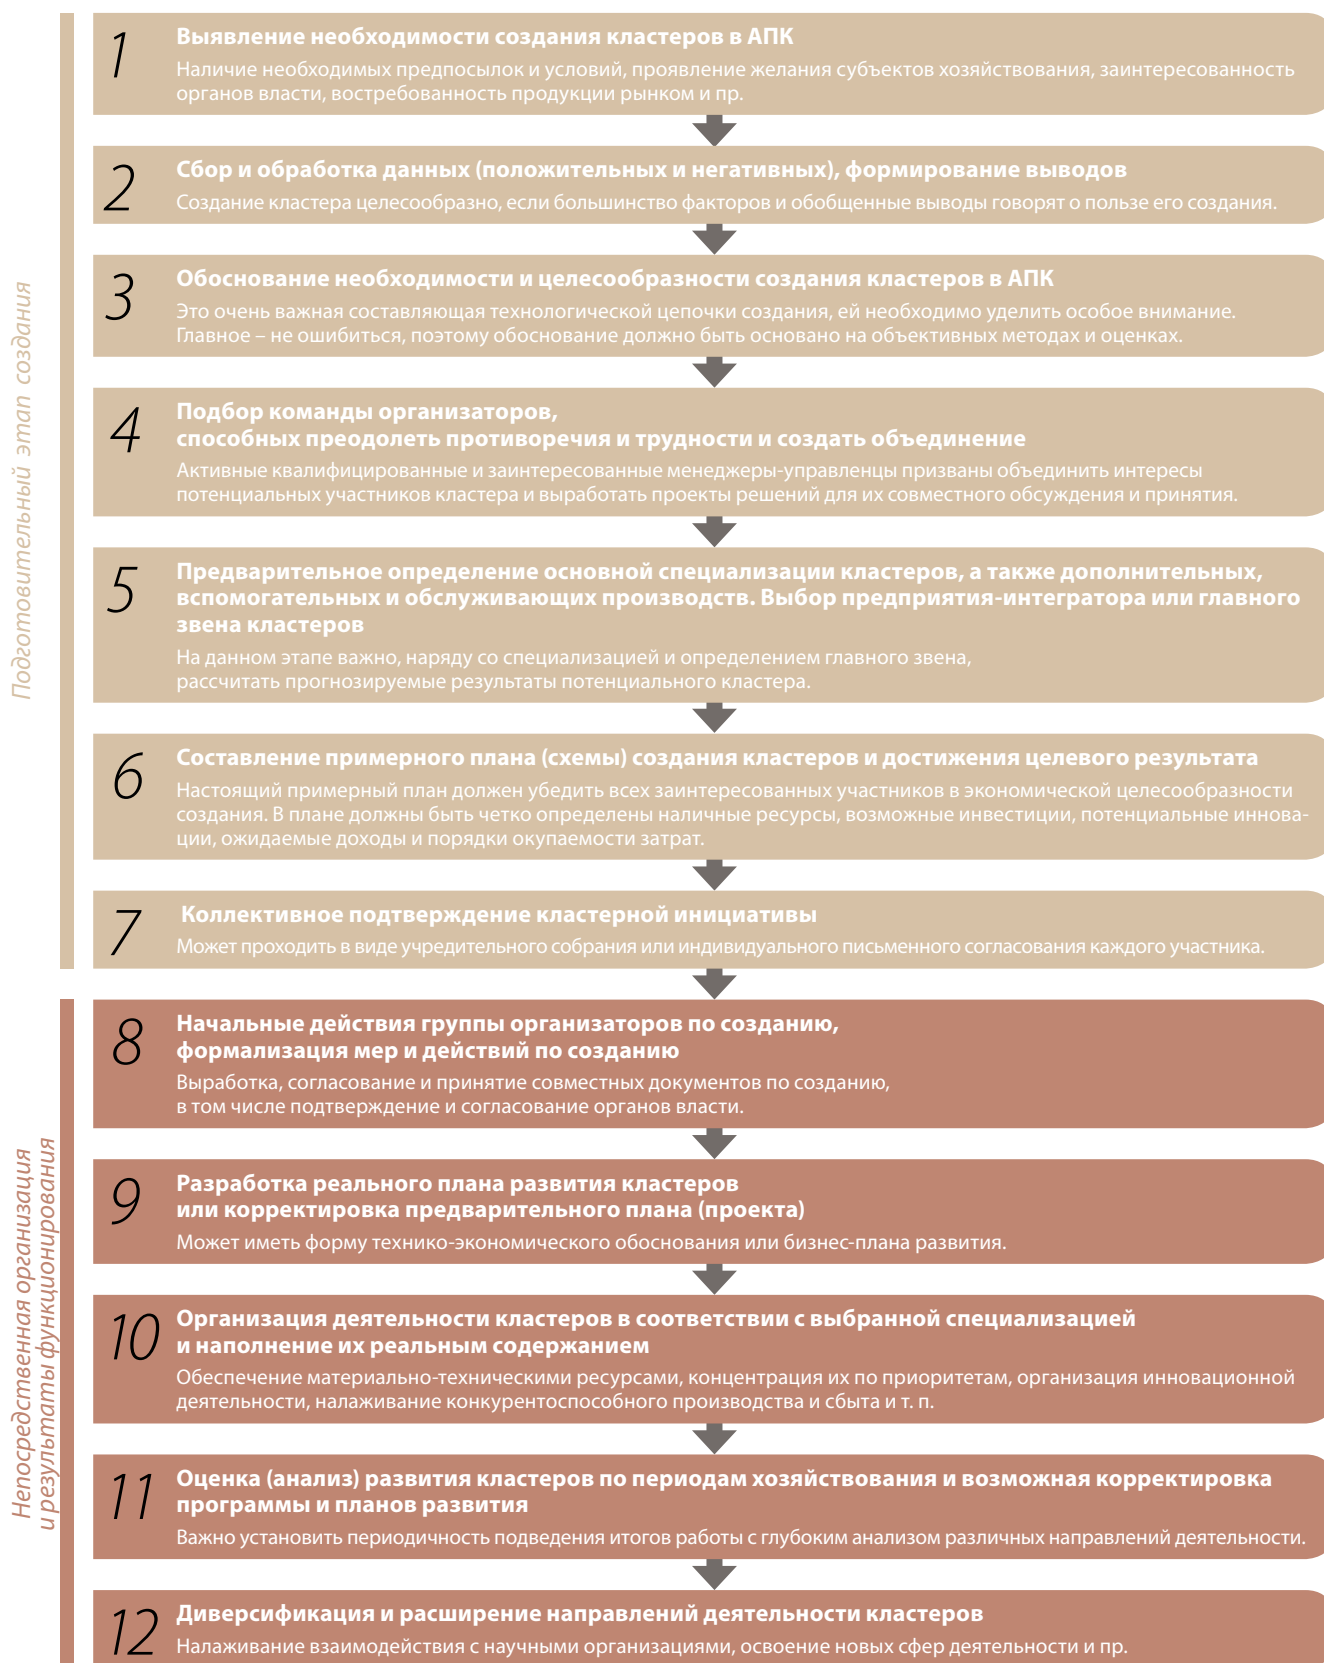 Подготовительный этап создания
1
Выявление необходимости создания кластеров в АПК
Наличие необходимых предпосылок и условий, проявление желания субъектов хозяйствования, заинтересованность
органов власти, востребованность продукции рынком и пр.
2
Сбор и обработка данных (положительных и негативных), формирование выводов
Создание кластера целесообразно, если большинство факторов и обобщенные выводы говорят о пользе его создания.
3
Обоснование необходимости и целесообразности создания кластеров в АПК
Это очень важная составляющая технологической цепочки создания, ей необходимо уделить особое внимание.
Главное – не ошибиться, поэтому обоснование должно быть основано на объективных методах и оценках.
4
Подбор команды организаторов,
способных преодолеть противоречия и трудности и создать объединение
Активные квалифицированные и заинтересованные менеджеры-управленцы призваны объединить интересы
потенциальных участников кластера и выработать проекты решений для их совместного обсуждения и принятия.
5
Предварительное определение основной специализации кластеров, а также дополнительных,
вспомогательных и обслуживающих производств. Выбор предприятия-интегратора или главного
звена кластеров
На данном этапе важно, наряду со специализацией и определением главного звена,
рассчитать прогнозируемые результаты потенциального кластера.
6
Составление примерного плана (схемы) создания кластеров и достижения целевого результата
Настоящий примерный план должен убедить всех заинтересованных участников в экономической целесообразности
создания. В плане должны быть четко определены наличные ресурсы, возможные инвестиции, потенциальные иннова-
ции, ожидаемые доходы и порядки окупаемости затрат.
7
Коллективное подтверждение кластерной инициативы
Может проходить в виде учредительного собрания или индивидуального письменного согласования каждого участника.
Непосредственная организация
и результаты функционирования
8
Начальные действия группы организаторов по созданию,
формализация мер и действий по созданию
Выработка, согласование и принятие совместных документов по созданию,
в том числе подтверждение и согласование органов власти.
9
Разработка реального плана развития кластеров
или корректировка предварительного плана (проекта)
Может иметь форму технико-экономического обоснования или бизнес-плана развития.
10
Организация деятельности кластеров в соответствии с выбранной специализацией
и наполнение их реальным содержанием
Обеспечение материально-техническими ресурсами, концентрация их по приоритетам, организация инновационной
деятельности, налаживание конкурентоспособного производства и сбыта и т. п.
11
Оценка (анализ) развития кластеров по периодам хозяйствования и возможная корректировка
программы и планов развития
Важно установить периодичность подведения итогов работы с глубоким анализом различных направлений деятельности.
12
Диверсификация и расширение направлений деятельности кластеров
Налаживание взаимодействия с научными организациями, освоение новых сфер деятельности и пр.